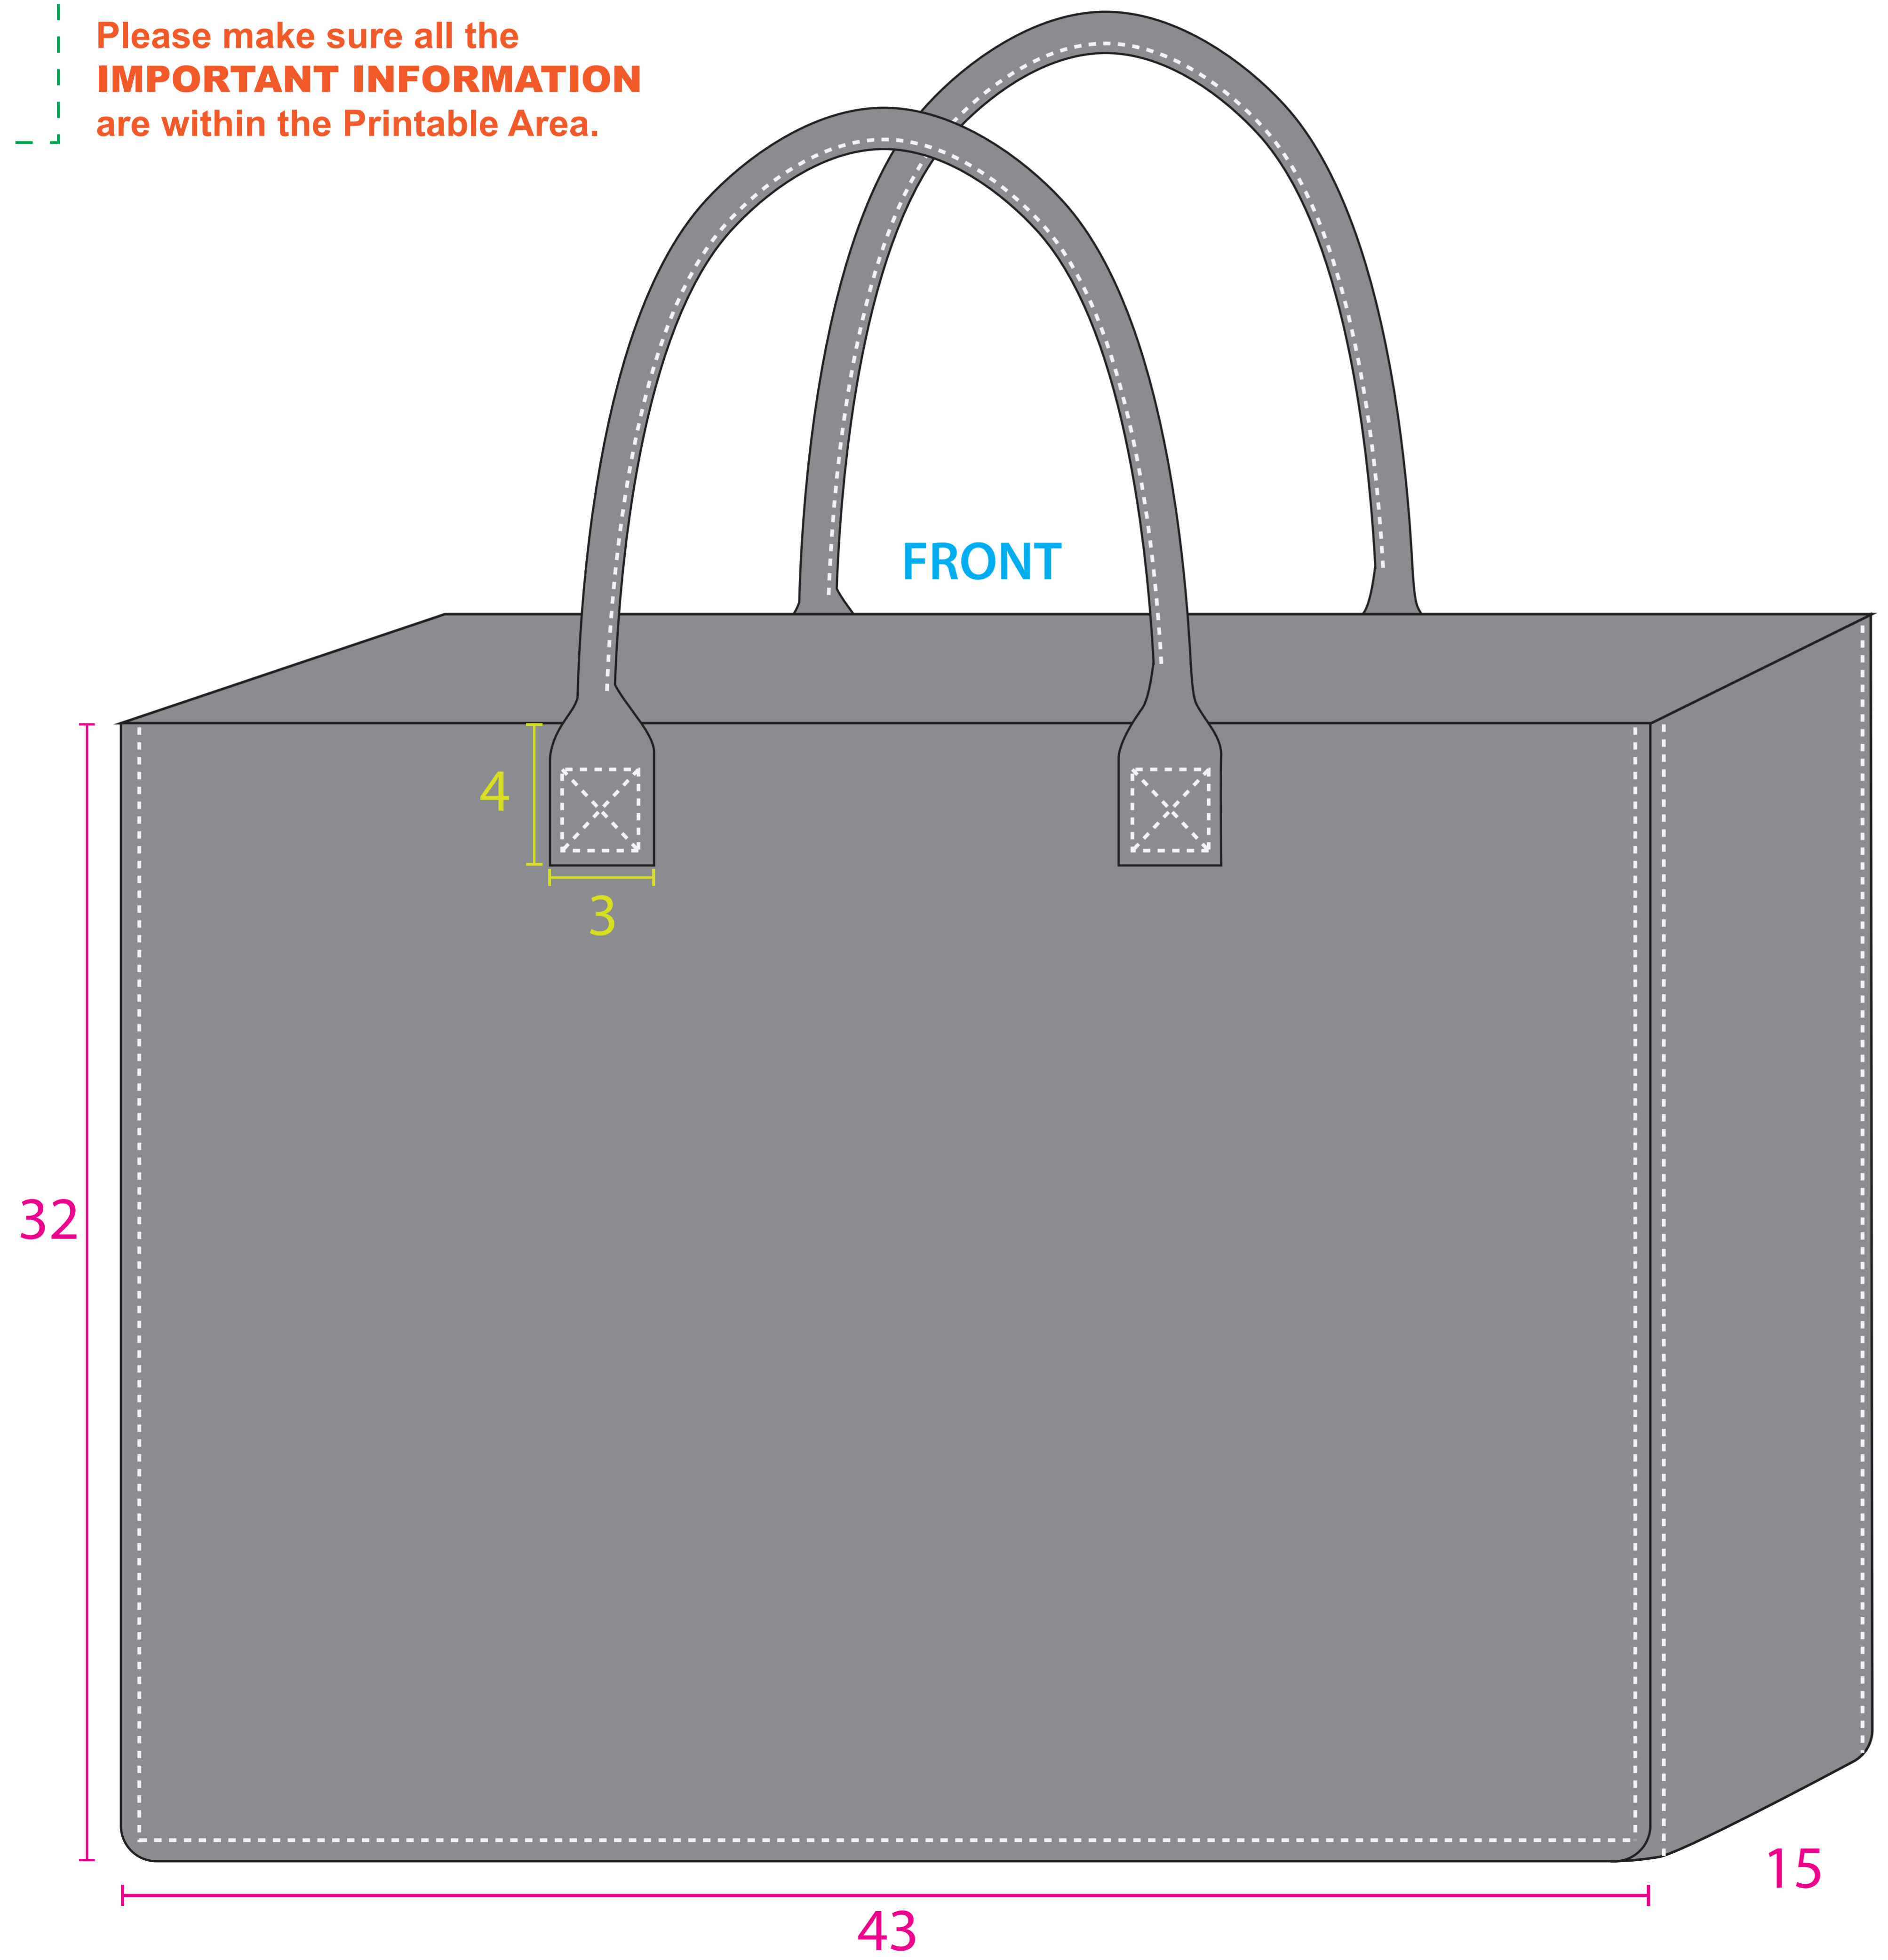 Please make sure all the
IMPORTANT INFORMATION
are within the Printable Area.
FRONT
4
3
32
15
43